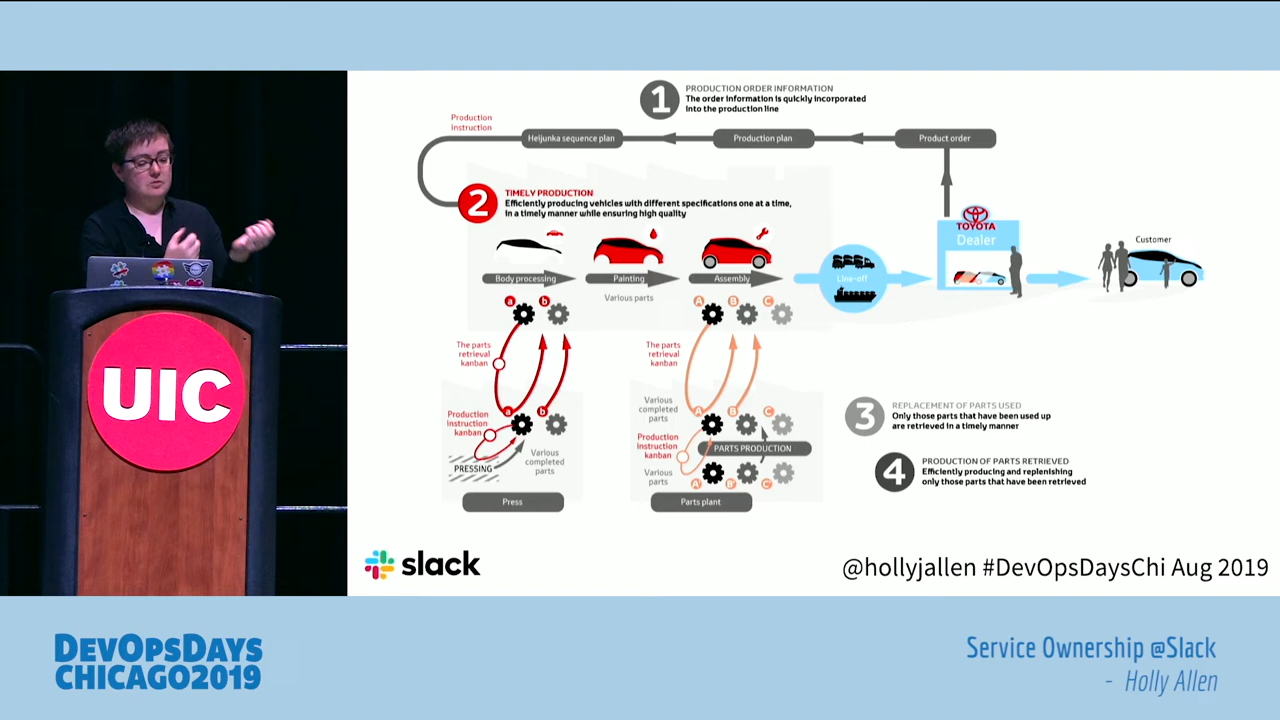 1
PRODUCTION ORDER INFORMATION
The order information is quickly incorporated
into the production line
Production
instruction
Heijunka sequence plan
Production plan
Product order
2
TIMELY PRODUCTION
Efficiently producing vehicles with different specifications one at a time,
in a timely manner while ensuring high quality
TOYOTA
Dealer
Customer
Body processing
Painting
Assembly
Line-off
Various parts
a
b
A
B
C
The parts
retrieval
kanban
The parts
retrieval
kanban
a
b
Production
instruction
kanban
Various
completed
parts
PRESSING
Press
Various
completed
parts
A
B
C
Production
instruction
kanban
PARTS PRODUCTION
Various
parts
A'
B'
C'
Parts plant
3
REPLACEMENT OF PARTS USED
Only those parts that have been used up
are retrieved in a timely manner
4
PRODUCTION OF PARTS RETRIEVED
Efficiently producing and replenishing
only those parts that have been retrieved
UIC
slack
@hollyjallen #DevOpsDaysChi Aug 2019
DEVOPSDAYS
CHICAGO2019
Service Ownership @Slack
- Holly Allen